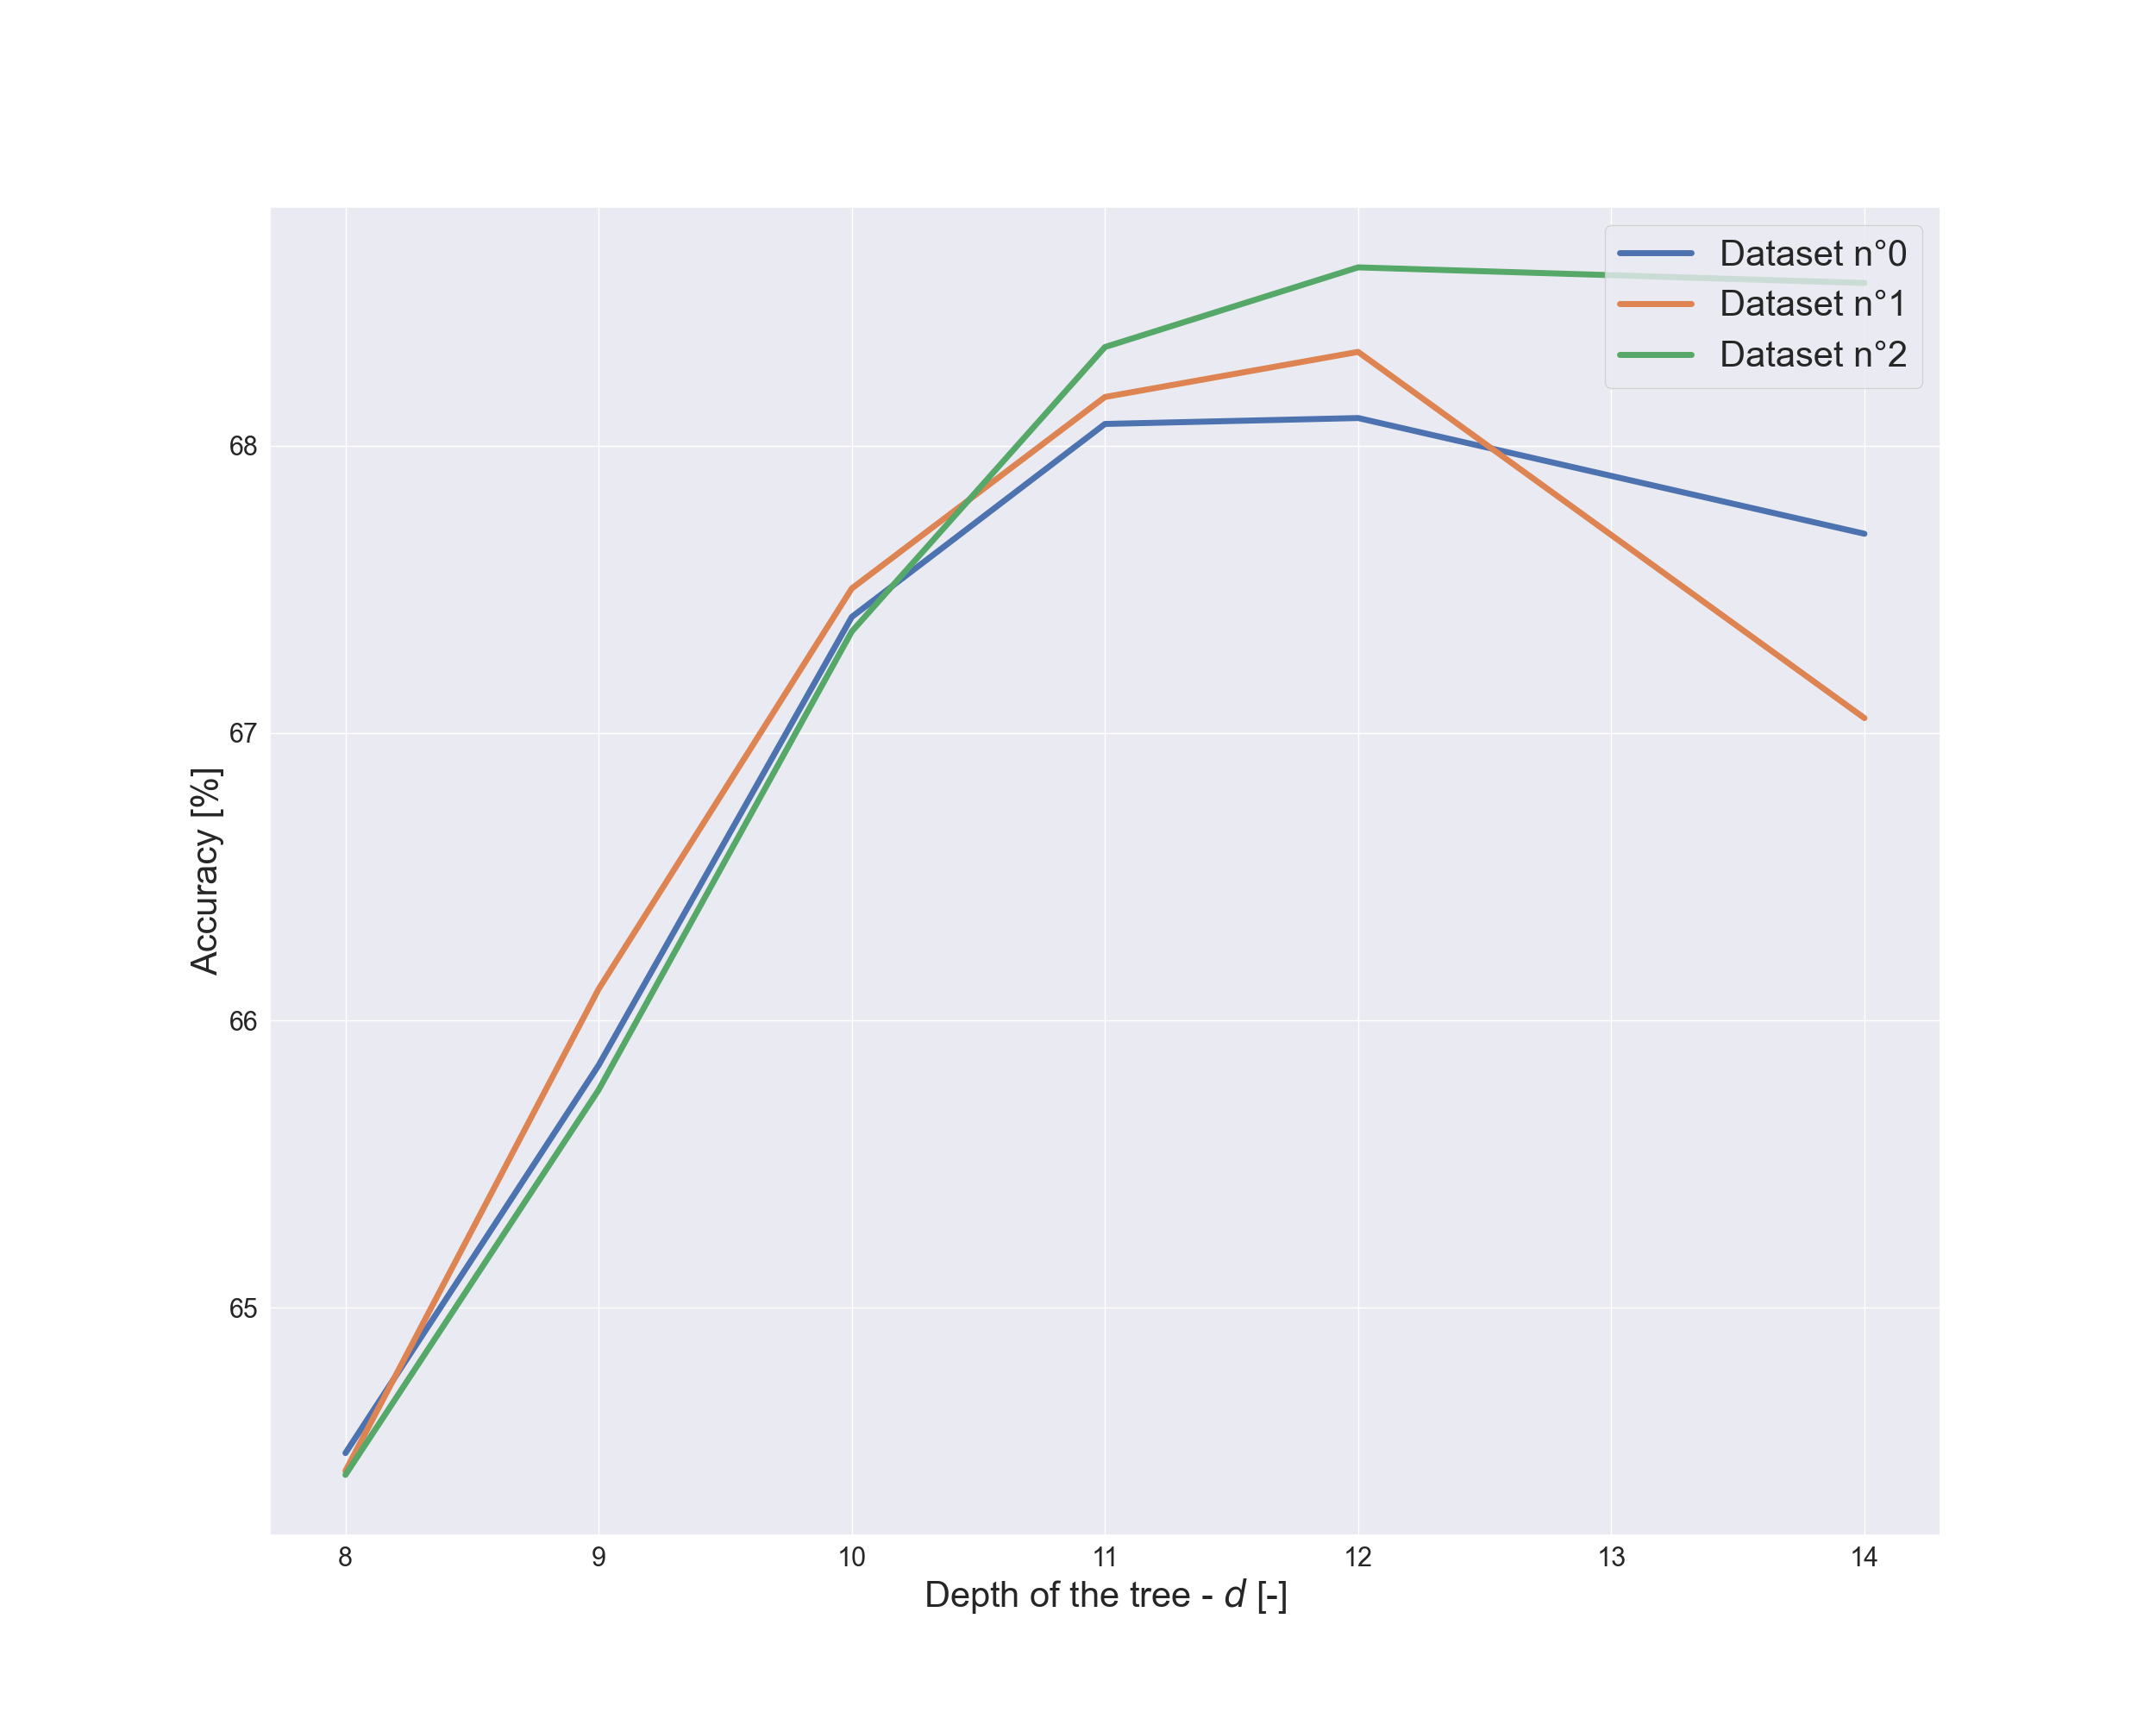 Dataset n°0
Dataset n°1
Dataset n°2
68
67
66
65
Accuracy [%]
8 9 10 11 12 13 14
Depth of the tree - d [-]